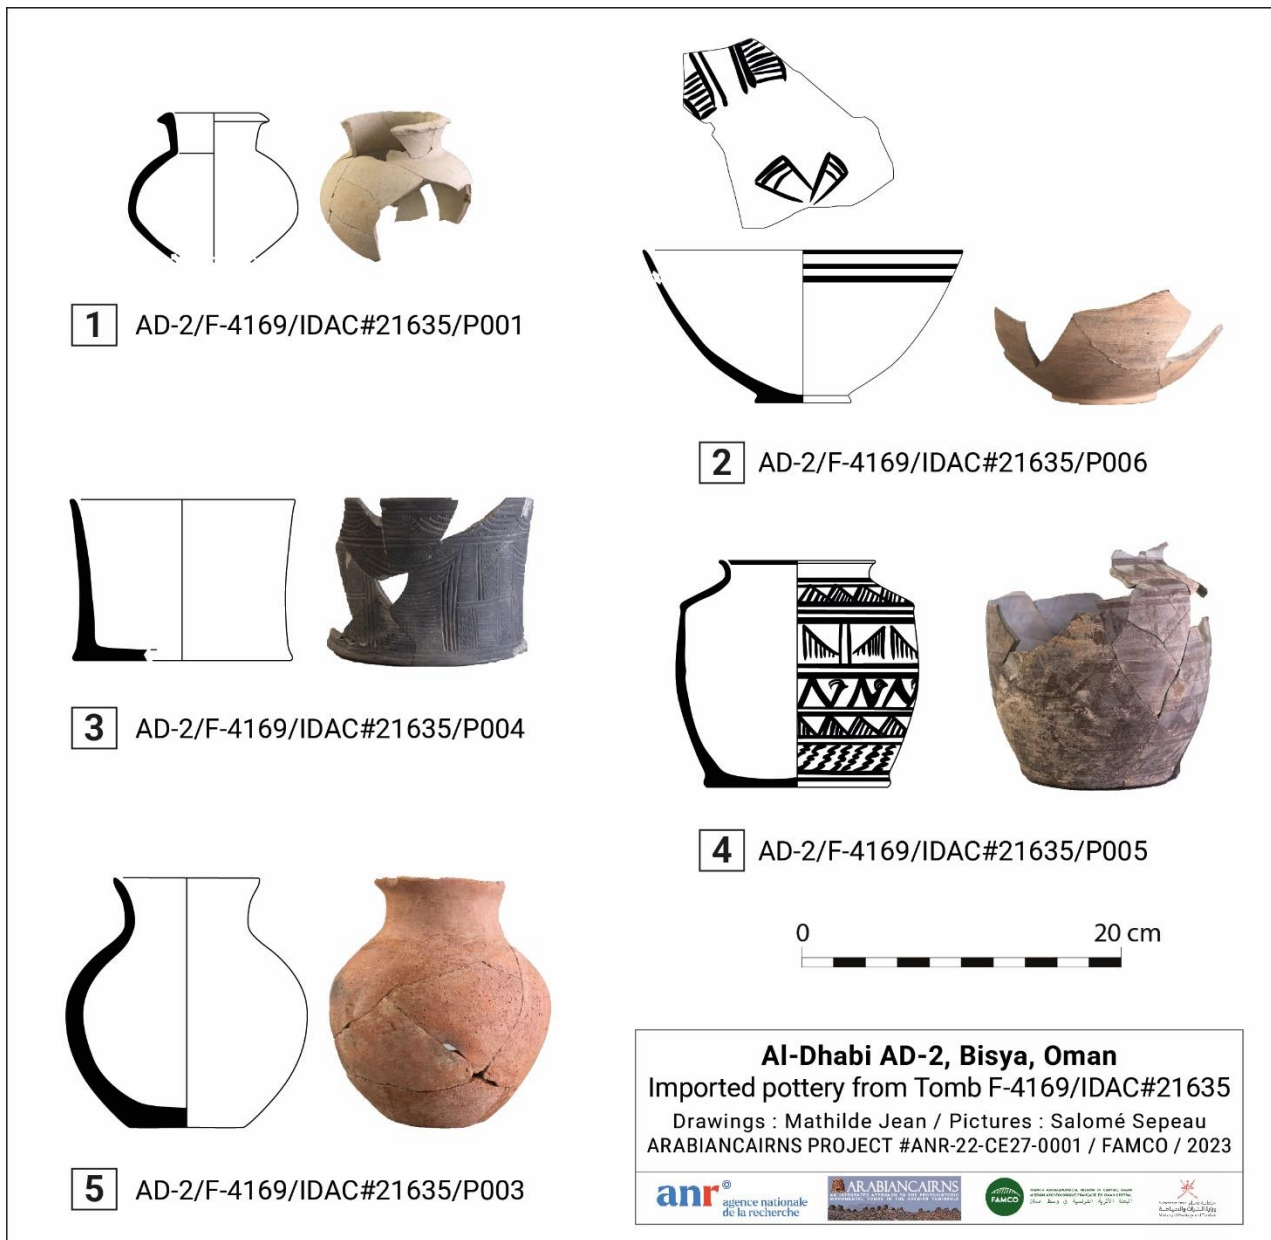 1 AD-2/F-4169/IDAC#21635/P001
2 AD-2/F-4169/IDAC#21635/P006
3 AD-2/F-4169/IDAC#21635/P004
4 AD-2/F-4169/IDAC#21635/P005
5 AD-2/F-4169/IDAC#21635/P003
0 20 cm
Al-Dhabi AD-2, Bisya, Oman
Imported pottery from Tomb F-4169/IDAC#21635
Drawings : Mathilde Jean / Pictures : Salomé Sepeau
ARABIANCAIRNS PROJECT #ANR-22-CE27-0001 / FAMCO / 2023
anr agence nationale
de la recherche
ARABIANCAIRNS
FAMCO